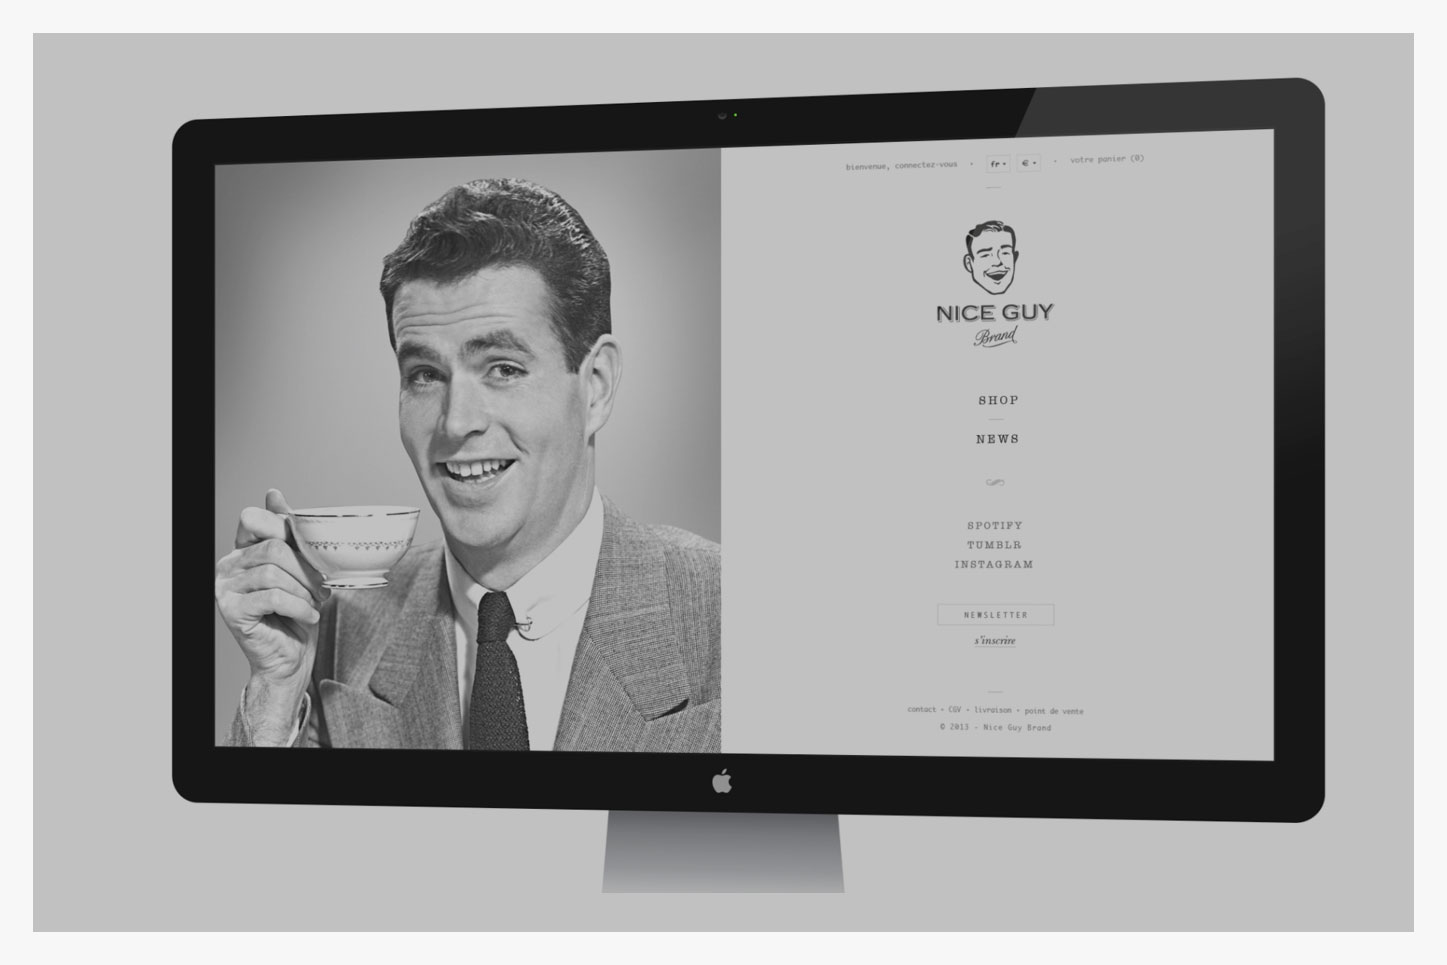 bienvenue, connectez-vous • fr € • votre panier (0)
NICE GUY
Brand
SHOP
NEWS
SPOTIFY
TUMBLR
INSTAGRAM
NEWSLETTER
s'inscrire
contact • CGV • livraison • point de vente
© 2013 - Nice Guy Brand